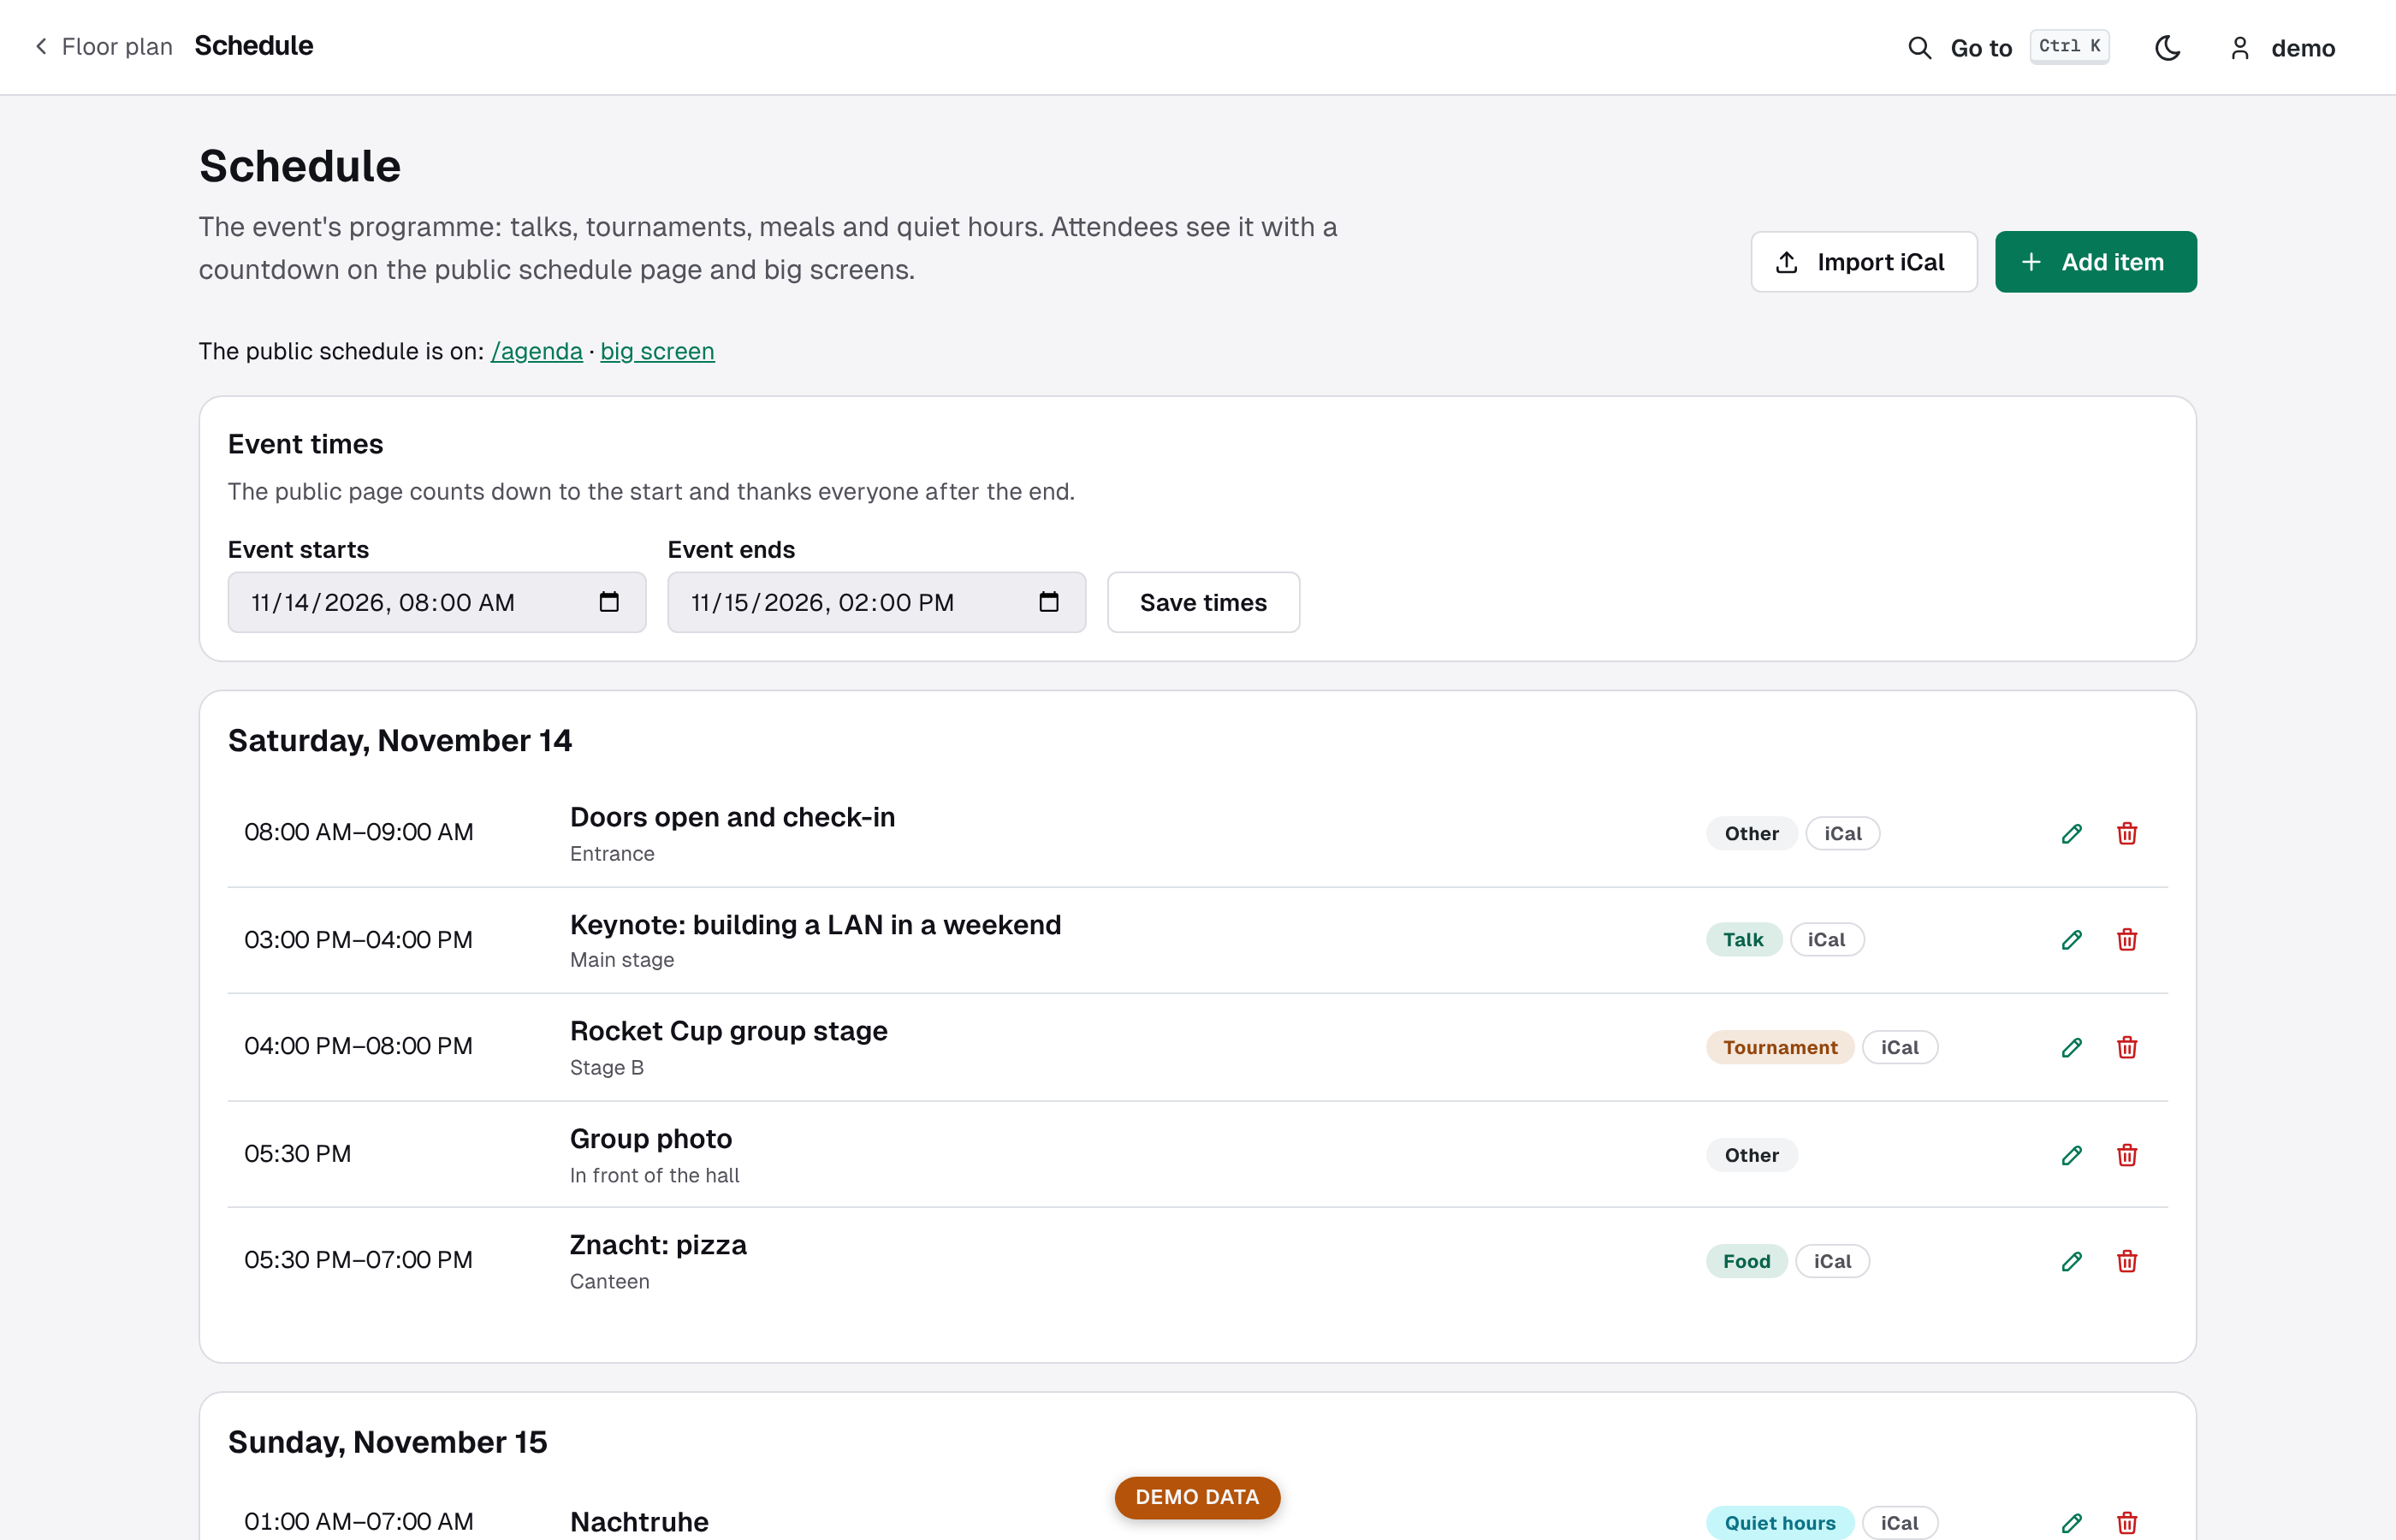 Floor plan Schedule Go to Ctrl K demo
Schedule
The event's programme: talks, tournaments, meals and quiet hours. Attendees see it with a
countdown on the public schedule page and big screens.
Import iCal Add item
The public schedule is on: /agenda · big screen
Event times
The public page counts down to the start and thanks everyone after the end.
Event starts Event ends
11/14/2026, 08:00 AM 11/15/2026, 02:00 PM Save times
Saturday, November 14
08:00 AM–09:00 AM Doors open and check-in Other iCal
Entrance
03:00 PM–04:00 PM Keynote: building a LAN in a weekend Talk iCal
Main stage
04:00 PM–08:00 PM Rocket Cup group stage Tournament iCal
Stage B
05:30 PM Group photo Other
In front of the hall
05:30 PM–07:00 PM Znacht: pizza Food iCal
Canteen
Sunday, November 15
DEMO DATA
01:00 AM–07:00 AM Nachtruhe Quiet hours iCal